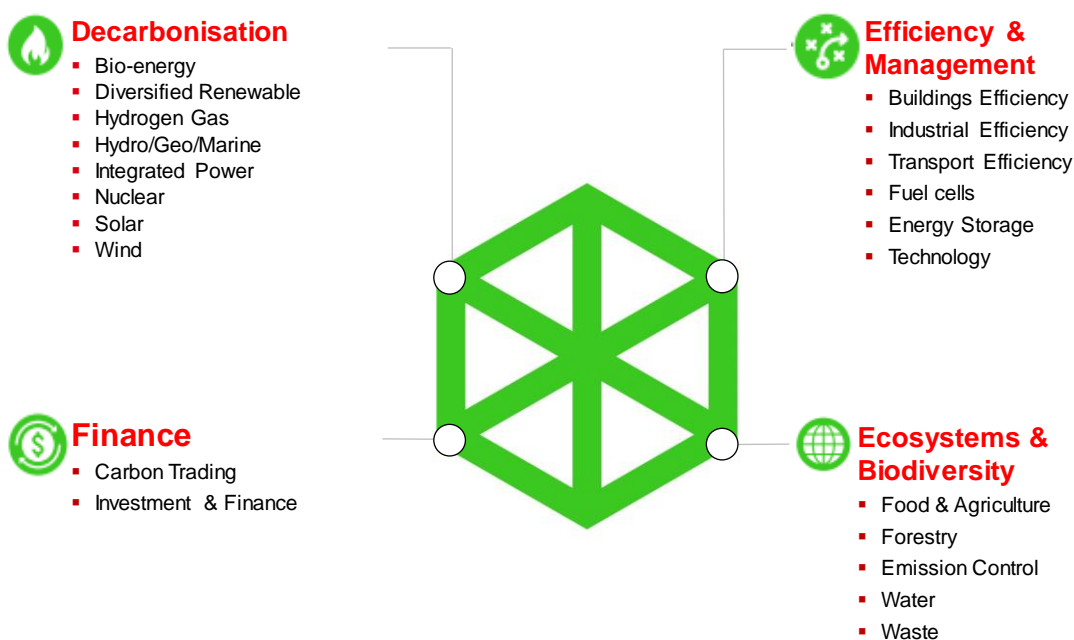 Decarbonisation
Bio-energy
Diversified Renewable
Hydrogen Gas
Hydro/Geo/Marine
Integrated Power
Nuclear
Solar
Wind
Efficiency &
Management
Buildings Efficiency
Industrial Efficiency
Transport Efficiency
Fuel cells
Energy Storage
Technology
$
Finance
Carbon Trading
Investment & Finance
Ecosystems &
Biodiversity
Food & Agriculture
Forestry
Emission Control
Water
Waste